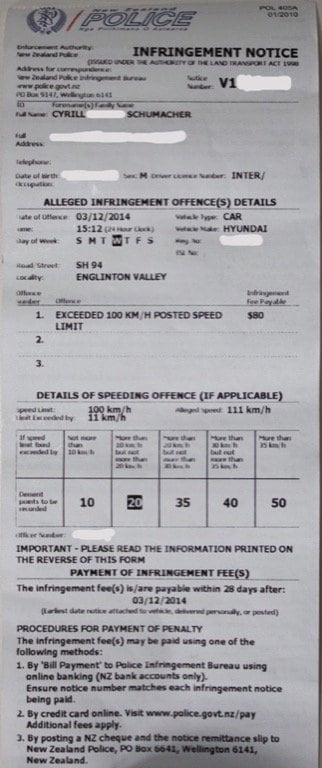 POL 405A
01/2010
New Zealand
POLICE
Nga Pirihimana O Aotearoa
Enforcement Authority:
New Zealand Police
INFRINGEMENT NOTICE
(ISSUED UNDER THE AUTHORITY OF THE LAND TRANSPORT ACT 1998
Address for correspondence:
New Zealand Police Infringement Bureau
www.police.govt.nz
PO Box 9147, Wellington 6141
Notice Number: V1
ID Forename(s) Family Name
Full Name: CYRILL SCHUMACHER
Full
Address:
Telephone:
Date of Birth: Sex: M Driver Licence Number: INTER/
Occupation:
ALLEGED INFRINGEMENT OFFENCE(S) DETAILS
Date of Offence: 03/12/2014 Vehicle Type: CAR
Time: 15:12 (24 Hour Clock) Vehicle Make: HYUNDAI
Day of Week: S M T W T F S Reg. No:
Road/Street: SH 94
Locality: ENGLINTON VALLEY
Offence Number Offence Infringement Fee Payable
1. EXCEEDED 100 KM/H POSTED SPEED LIMIT $80
2.
3.
DETAILS OF SPEEDING OFFENCE (IF APPLICABLE)
Speed Limit: 100 km/h Alleged Speed: 111 km/h
Limit Exceeded by: 11 km/h
If speed limit fixed exceeded by Not more than 10 km/h More than 10 km/h but not more than 20 km/h More than 20 km/h but not more than 30 km/h More than 30 km/h but not more than 35 km/h More than 35 km/h
Demerit points to be recorded 10 20 35 40 50
Officer Number:
IMPORTANT - PLEASE READ THE INFORMATION PRINTED ON
THE REVERSE OF THIS FORM
PAYMENT OF INFRINGEMENT FEE(S)
The infringement fee(s) is/are payable within 28 days after:
03/12/2014
(Earliest date notice attached to vehicle, delivered personally, or posted)
PROCEDURES FOR PAYMENT OF PENALTY
The infringement fee(s) may be paid using one of the
following methods:
1. By 'Bill Payment' to Police Infringement Bureau using
online banking (NZ bank accounts only).
Ensure notice number matches each infringement notice
being paid.
2. By credit card online. Visit www.police.govt.nz/pay
Additional fees apply.
3. By posting a NZ cheque and the notice remittance slip to
New Zealand Police, PO Box 6641, Wellington 6141,
New Zealand.